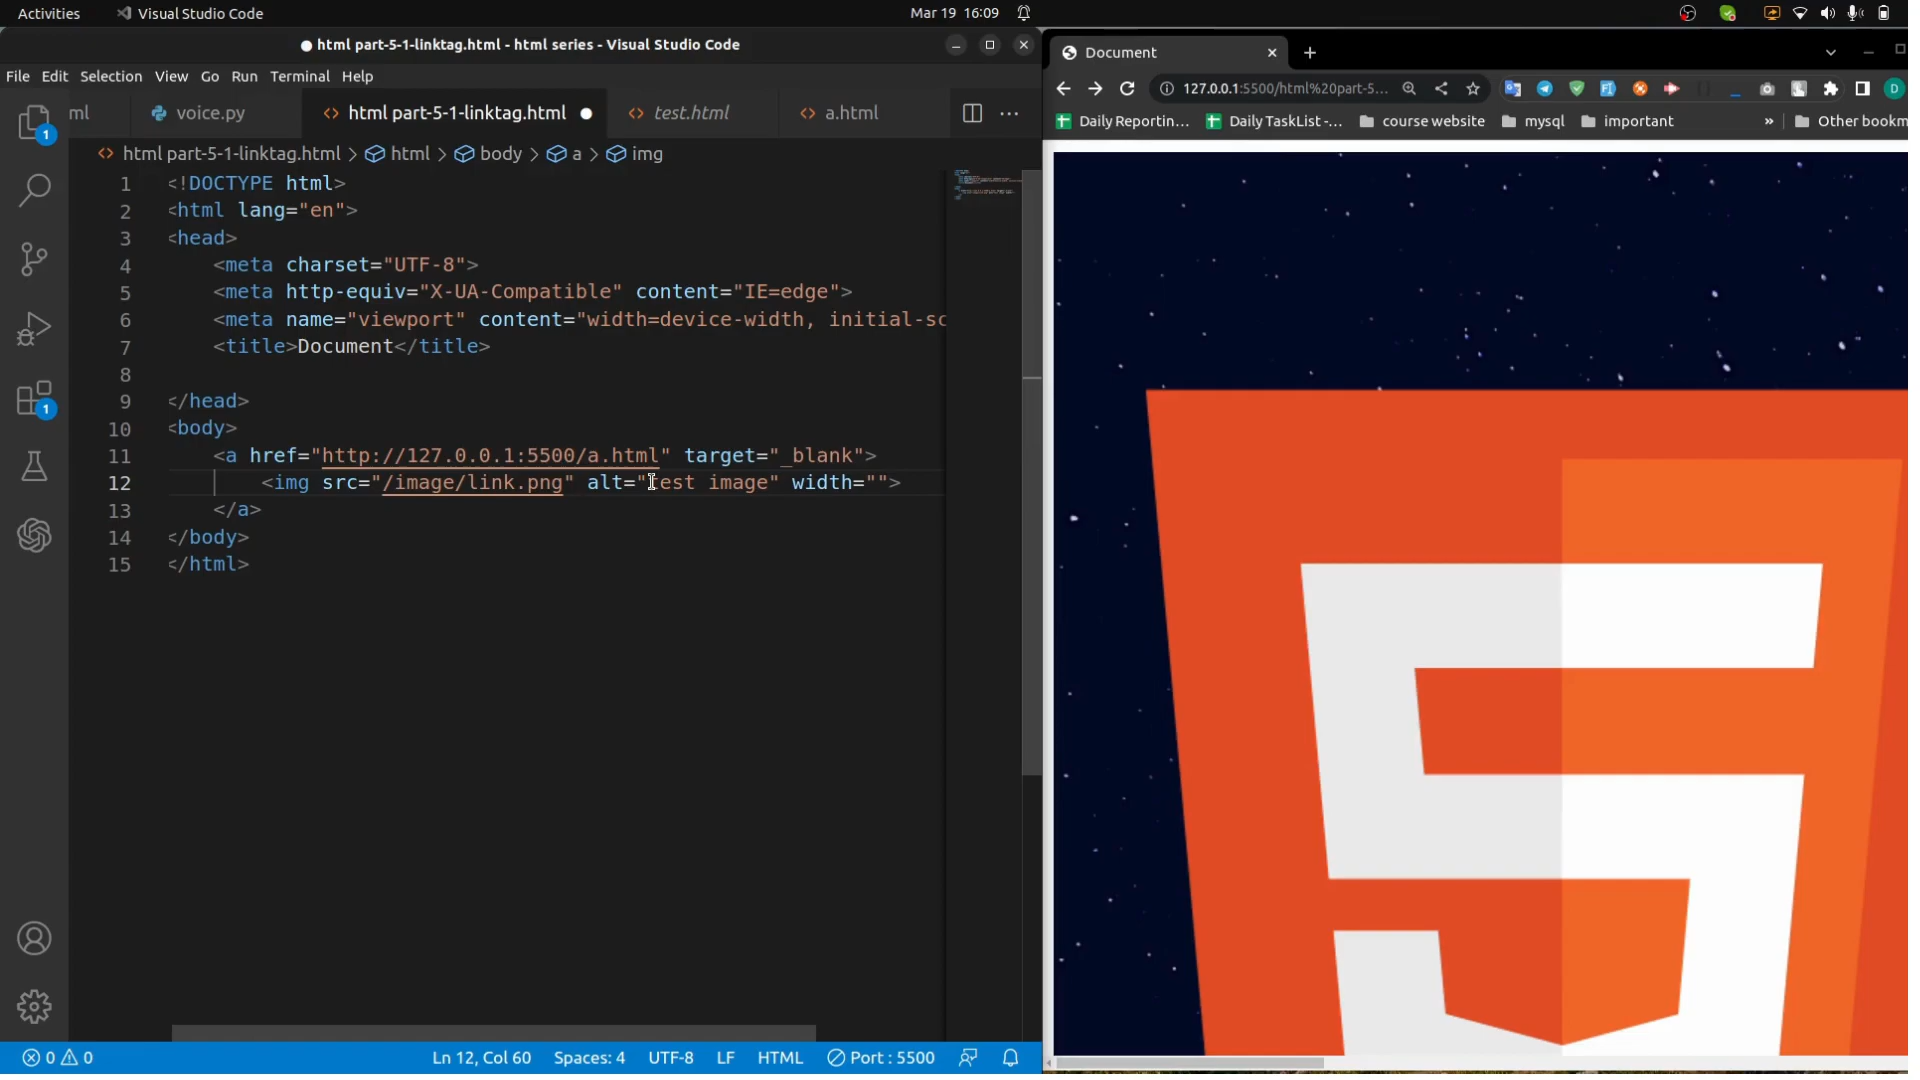 Activities Visual Studio Code Mar 19 16:09
html part-5-1-linktag.html - html series - Visual Studio Code
File Edit Selection View Go Run Terminal Help
ml voice.py html part-5-1-linktag.html test.html a.html
html part-5-1-linktag.html > html > body > a > img
1 <!DOCTYPE html>
2 <html lang="en">
3 <head>
4 <meta charset="UTF-8">
5 <meta http-equiv="X-UA-Compatible" content="IE=edge">
6 <meta name="viewport" content="width=device-width, initial-sc
7 <title>Document</title>
8
9 </head>
10 <body>
11 <a href="http://127.0.0.1:5500/a.html" target="_blank">
12 <img src="/image/link.png" alt="test image" width="">
13 </a>
14 </body>
15 </html>
1
1
0 0 Ln 12, Col 60 Spaces: 4 UTF-8 LF HTML Port : 5500
Document
127.0.0.1:5500/html%20part-5... D
Daily Reportin... Daily TaskList -... course website mysql important » Other bookm